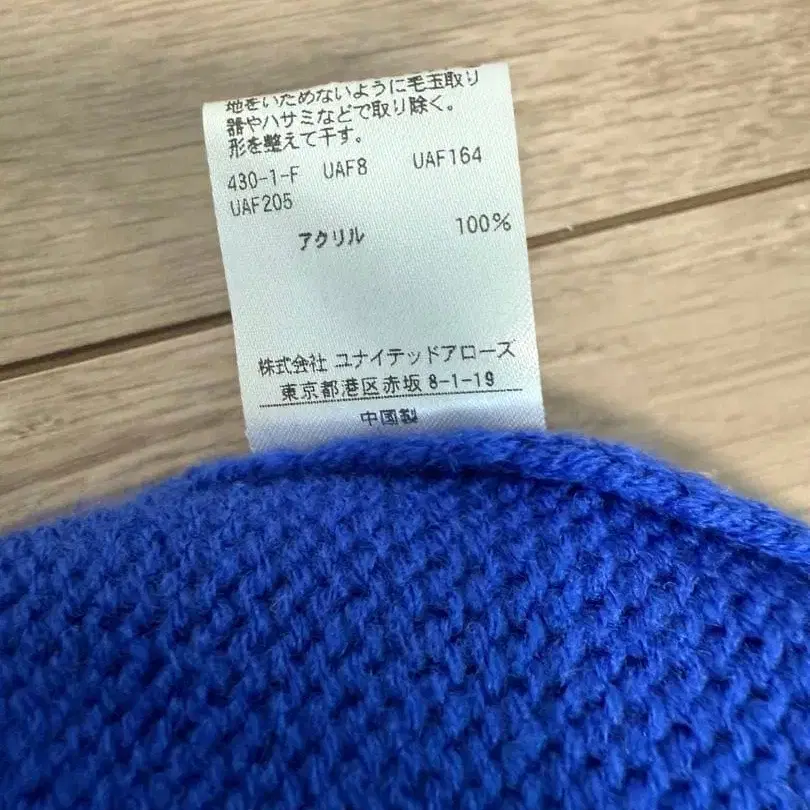 地をいためないように毛玉取り
器やハサミなどで取り除く。
形を整えて干す。
430-1-F UAF8 UAF164
UAF205
アクリル 100%
株式会社 ユナイテッドアローズ
東京都港区赤坂 8-1-19
中国製